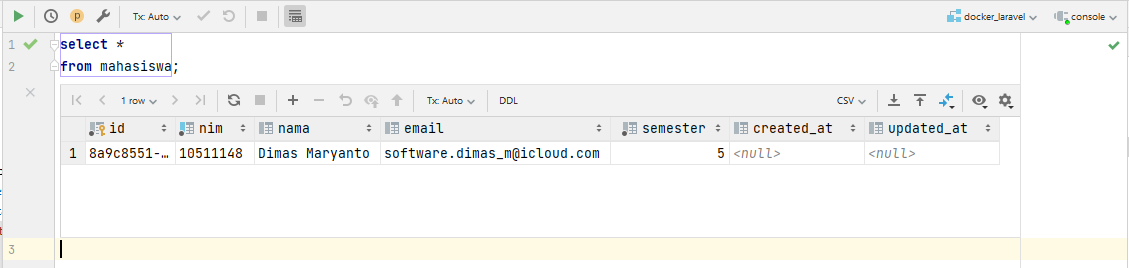 Tx: Auto
docker_laravel
console
1 select *
2 from mahasiswa;
1 row
Tx: Auto
DDL
CSV
id nim nama email semester created_at updated_at
1 8a9c8551-… 10511148 Dimas Maryanto software.dimas_m@icloud.com 5 <null> <null>
3